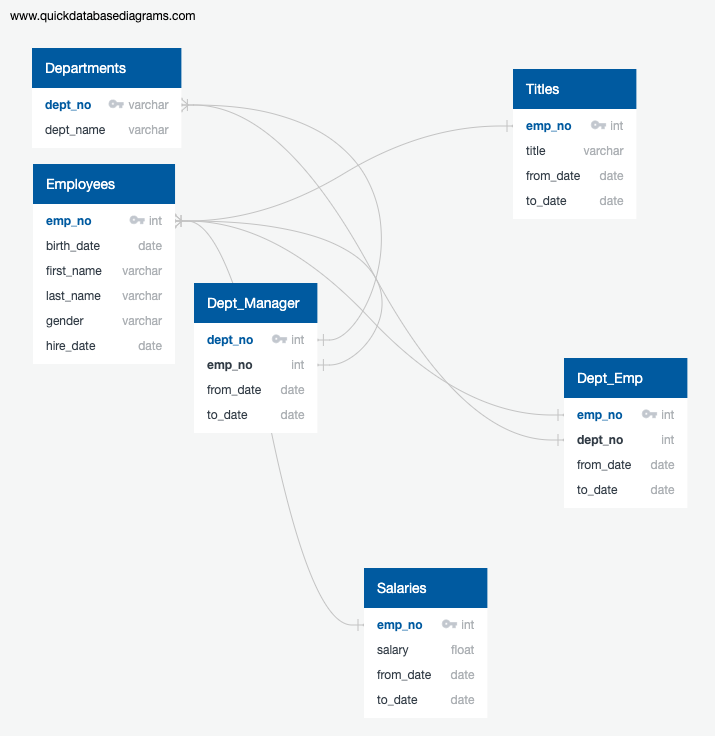 www.quickdatabasediagrams.com
Departments
dept_no varchar
dept_name varchar
Employees
emp_no int
birth_date date
first_name varchar
last_name varchar
gender varchar
hire_date date
Titles
emp_no int
title varchar
from_date date
to_date date
Dept_Manager
dept_no int
emp_no int
from_date date
to_date date
Dept_Emp
emp_no int
dept_no int
from_date date
to_date date
Salaries
emp_no int
salary float
from_date date
to_date date